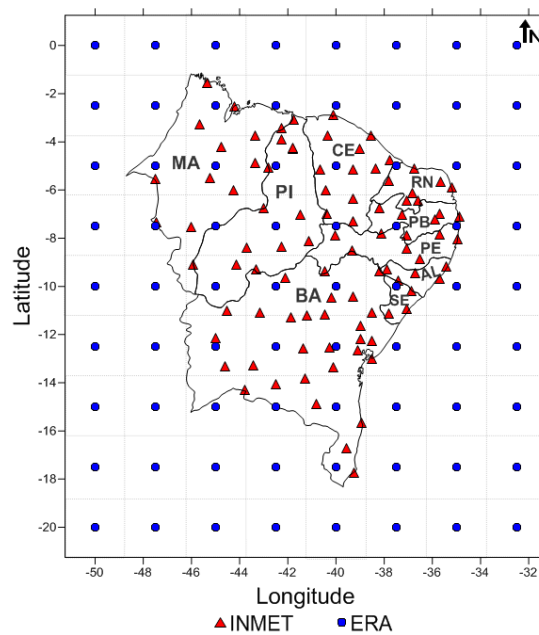 N
0
-2
-4
-6
-8
-10
-12
-14
-16
-18
-20
Latitude
MA
PI
CE
RN
PB
PE
AL
SE
BA
-50 -48 -46 -44 -42 -40 -38 -36 -34 -32
Longitude
INMET ERA